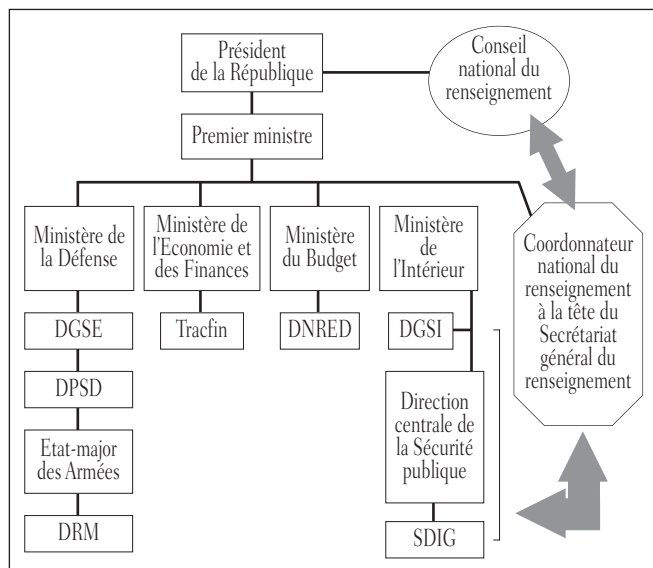 Président
de la République
Conseil
national du
renseignement
Premier ministre
Ministère de
la Défense
Ministère de
l'Economie et
des Finances
Ministère
du Budget
Ministère
de
l'Intérieur
Coordonnateur
national du
renseignement
à la tête du
Secrétariat
général du
renseignement
DGSE
Tracfin
DNRED
DGSI
DPSD
Direction
centrale de
la Sécurité
publique
Etat-major
des Armées
DRM
SDIG